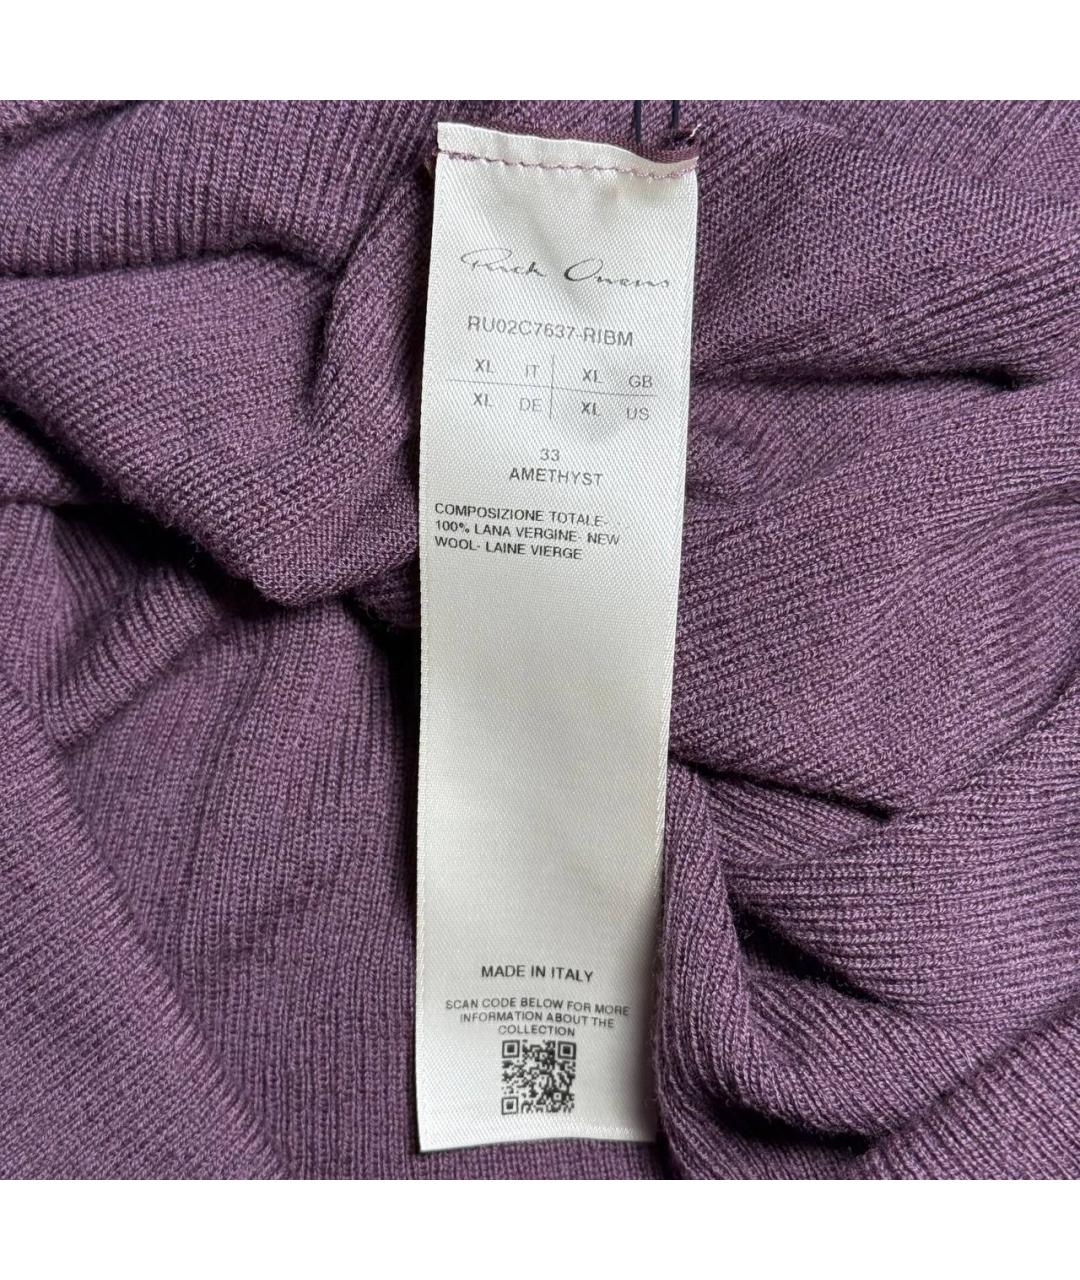 Rick Owens
RU02C7637-RIBM
XL IT XL GB
XL DE XL US
33
AMETHYST
COMPOSIZIONE TOTALE-
100% LANA VERGINE- NEW
WOOL- LAINE VIERGE
MADE IN ITALY
SCAN CODE BELOW FOR MORE
INFORMATION ABOUT THE
COLLECTION